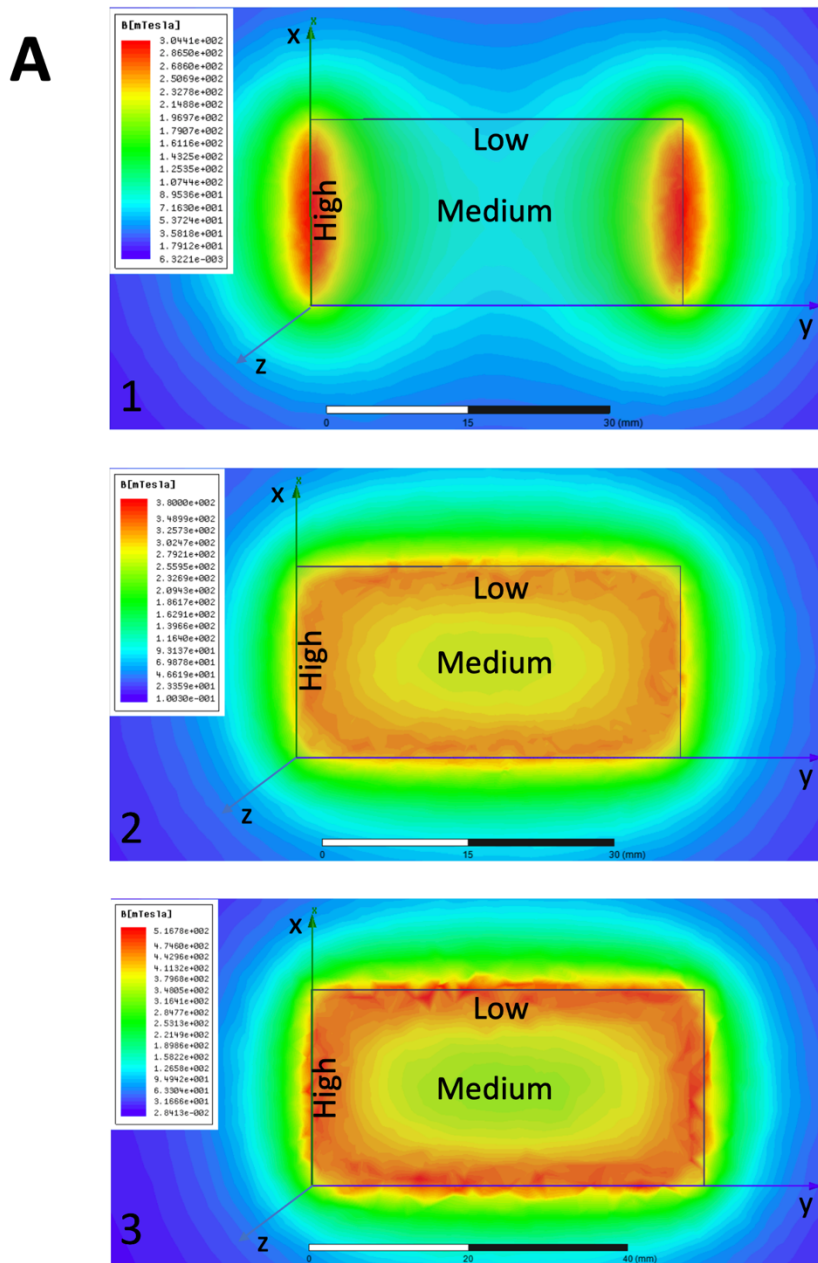 A
B[mTesla]
3.0441e+002
2.8650e+002
2.6860e+002
2.5069e+002
2.3278e+002
2.1488e+002
1.9697e+002
1.7907e+002
1.6116e+002
1.4325e+002
1.2535e+002
1.0744e+002
8.9536e+001
7.1630e+001
5.3724e+001
3.5818e+001
1.7912e+001
6.3221e-003
x
x
Low
High
Medium
y
z
1
0 15 30 (mm)
B[mTesla]
3.8000e+002
3.4899e+002
3.2573e+002
3.0247e+002
2.7921e+002
2.5595e+002
2.3269e+002
2.0943e+002
1.8617e+002
1.6291e+002
1.3966e+002
1.1640e+002
9.3137e+001
6.9878e+001
4.6619e+001
2.3359e+001
1.0030e-001
x
x
Low
High
Medium
y
z
2
0 15 30 (mm)
B[mTesla]
5.1678e+002
4.7460e+002
4.4296e+002
4.1132e+002
3.7968e+002
3.4805e+002
3.1641e+002
2.8477e+002
2.5313e+002
2.2149e+002
1.8986e+002
1.5822e+002
1.2658e+002
9.4942e+001
6.3304e+001
3.1666e+001
2.8413e-002
x
x
Low
High
Medium
y
z
3
0 20 40 (mm)